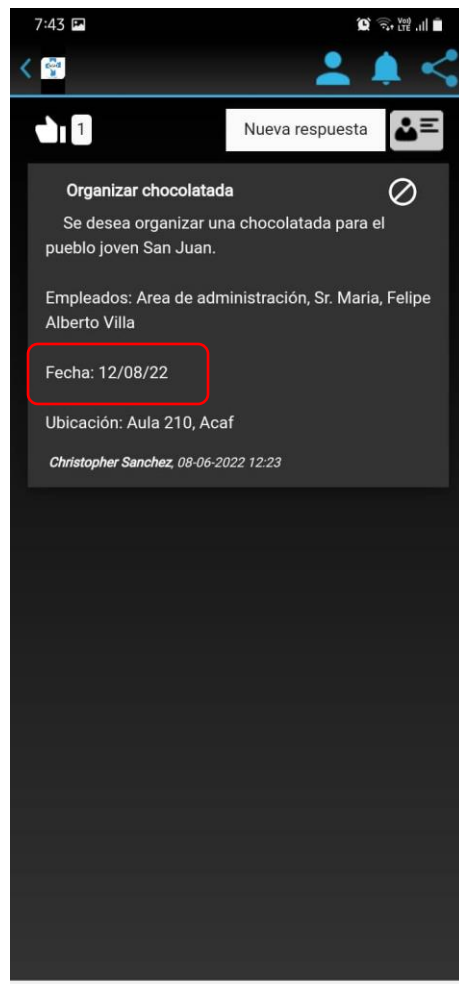 7:43
Vo))
LTE
1
Nueva respuesta
Organizar chocolatada
Se desea organizar una chocolatada para el
pueblo joven San Juan.
Empleados: Area de administración, Sr. Maria, Felipe
Alberto Villa
Fecha: 12/08/22
Ubicación: Aula 210, Acaf
Christopher Sanchez, 08-06-2022 12:23